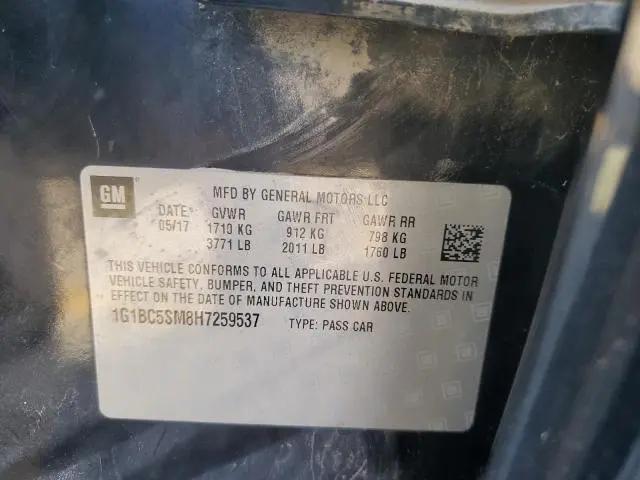 GM
MFD BY GENERAL MOTORS LLC
DATE GVWR GAWR FRT GAWR RR
05/17 1710 KG 912 KG 798 KG
3771 LB 2011 LB 1760 LB
THIS VEHICLE CONFORMS TO ALL APPLICABLE U.S. FEDERAL MOTOR
VEHICLE SAFETY, BUMPER, AND THEFT PREVENTION STANDARDS IN
EFFECT ON THE DATE OF MANUFACTURE SHOWN ABOVE.
1G1BC5SM8H7259537 TYPE: PASS CAR